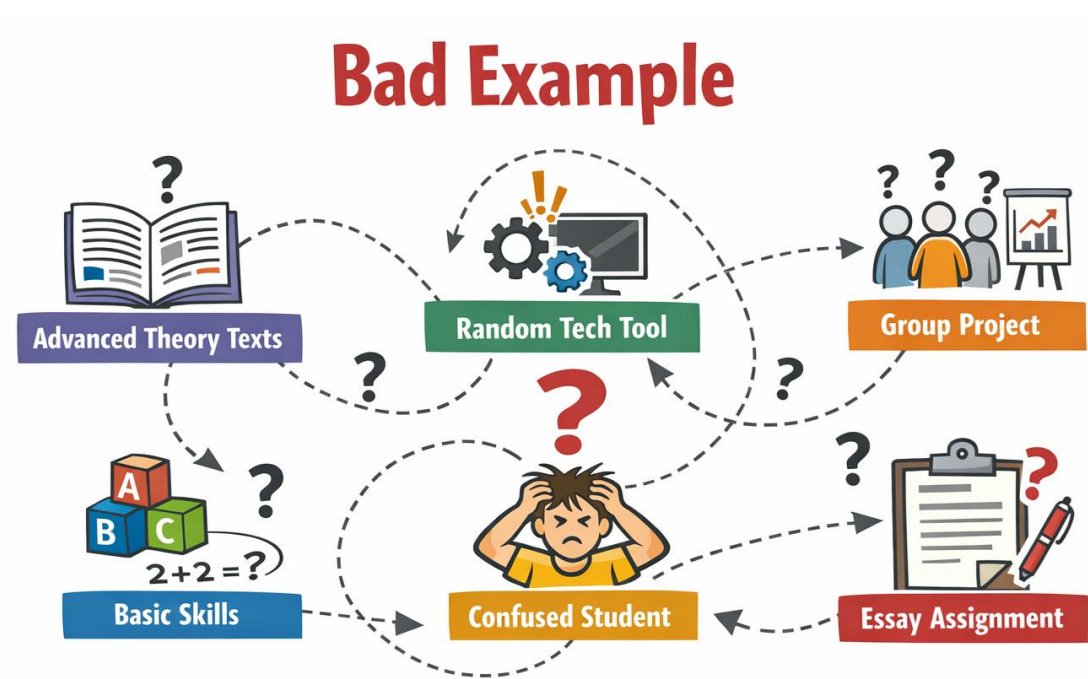 Bad Example
?
? ? ?
Advanced Theory Texts
Random Tech Tool
Group Project
?
?
?
?
?
?
A
B C
2+2=?
Basic Skills
Confused Student
Essay Assignment